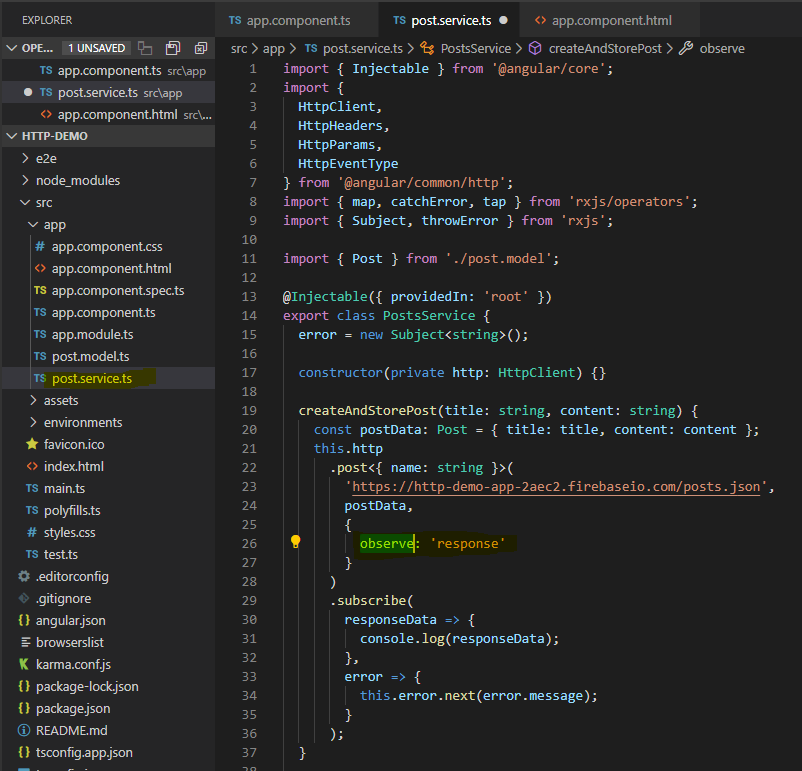 EXPLORER
OPE... 1 UNSAVED
TS app.component.ts src\app
TS post.service.ts src\app
<> app.component.html src\...
HTTP-DEMO
e2e
node_modules
src
app
# app.component.css
<> app.component.html
TS app.component.spec.ts
TS app.component.ts
TS app.module.ts
TS post.model.ts
TS post.service.ts
assets
environments
favicon.ico
<> index.html
TS main.ts
TS polyfills.ts
# styles.css
TS test.ts
.editorconfig
.gitignore
{} angular.json
browserslist
karma.conf.js
{} package-lock.json
{} package.json
README.md
{} tsconfig.app.json
TS app.component.ts
TS post.service.ts
<> app.component.html
src > app > TS post.service.ts > PostsService > createAndStorePost > observe
1 import { Injectable } from '@angular/core';
2 import {
3 HttpClient,
4 HttpHeaders,
5 HttpParams,
6 HttpEventType
7 } from '@angular/common/http';
8 import { map, catchError, tap } from 'rxjs/operators';
9 import { Subject, throwError } from 'rxjs';
10
11 import { Post } from './post.model';
12
13 @Injectable({ providedIn: 'root' })
14 export class PostsService {
15 error = new Subject<string>();
16
17 constructor(private http: HttpClient) {}
18
19 createAndStorePost(title: string, content: string) {
20 const postData: Post = { title: title, content: content };
21 this.http
22 .post<{ name: string }>(
23 'https://http-demo-app-2aec2.firebaseio.com/posts.json',
24 postData,
25 {
26 observe: 'response'
27 }
28 )
29 .subscribe(
30 responseData => {
31 console.log(responseData);
32 },
33 error => {
34 this.error.next(error.message);
35 }
36 );
37 }